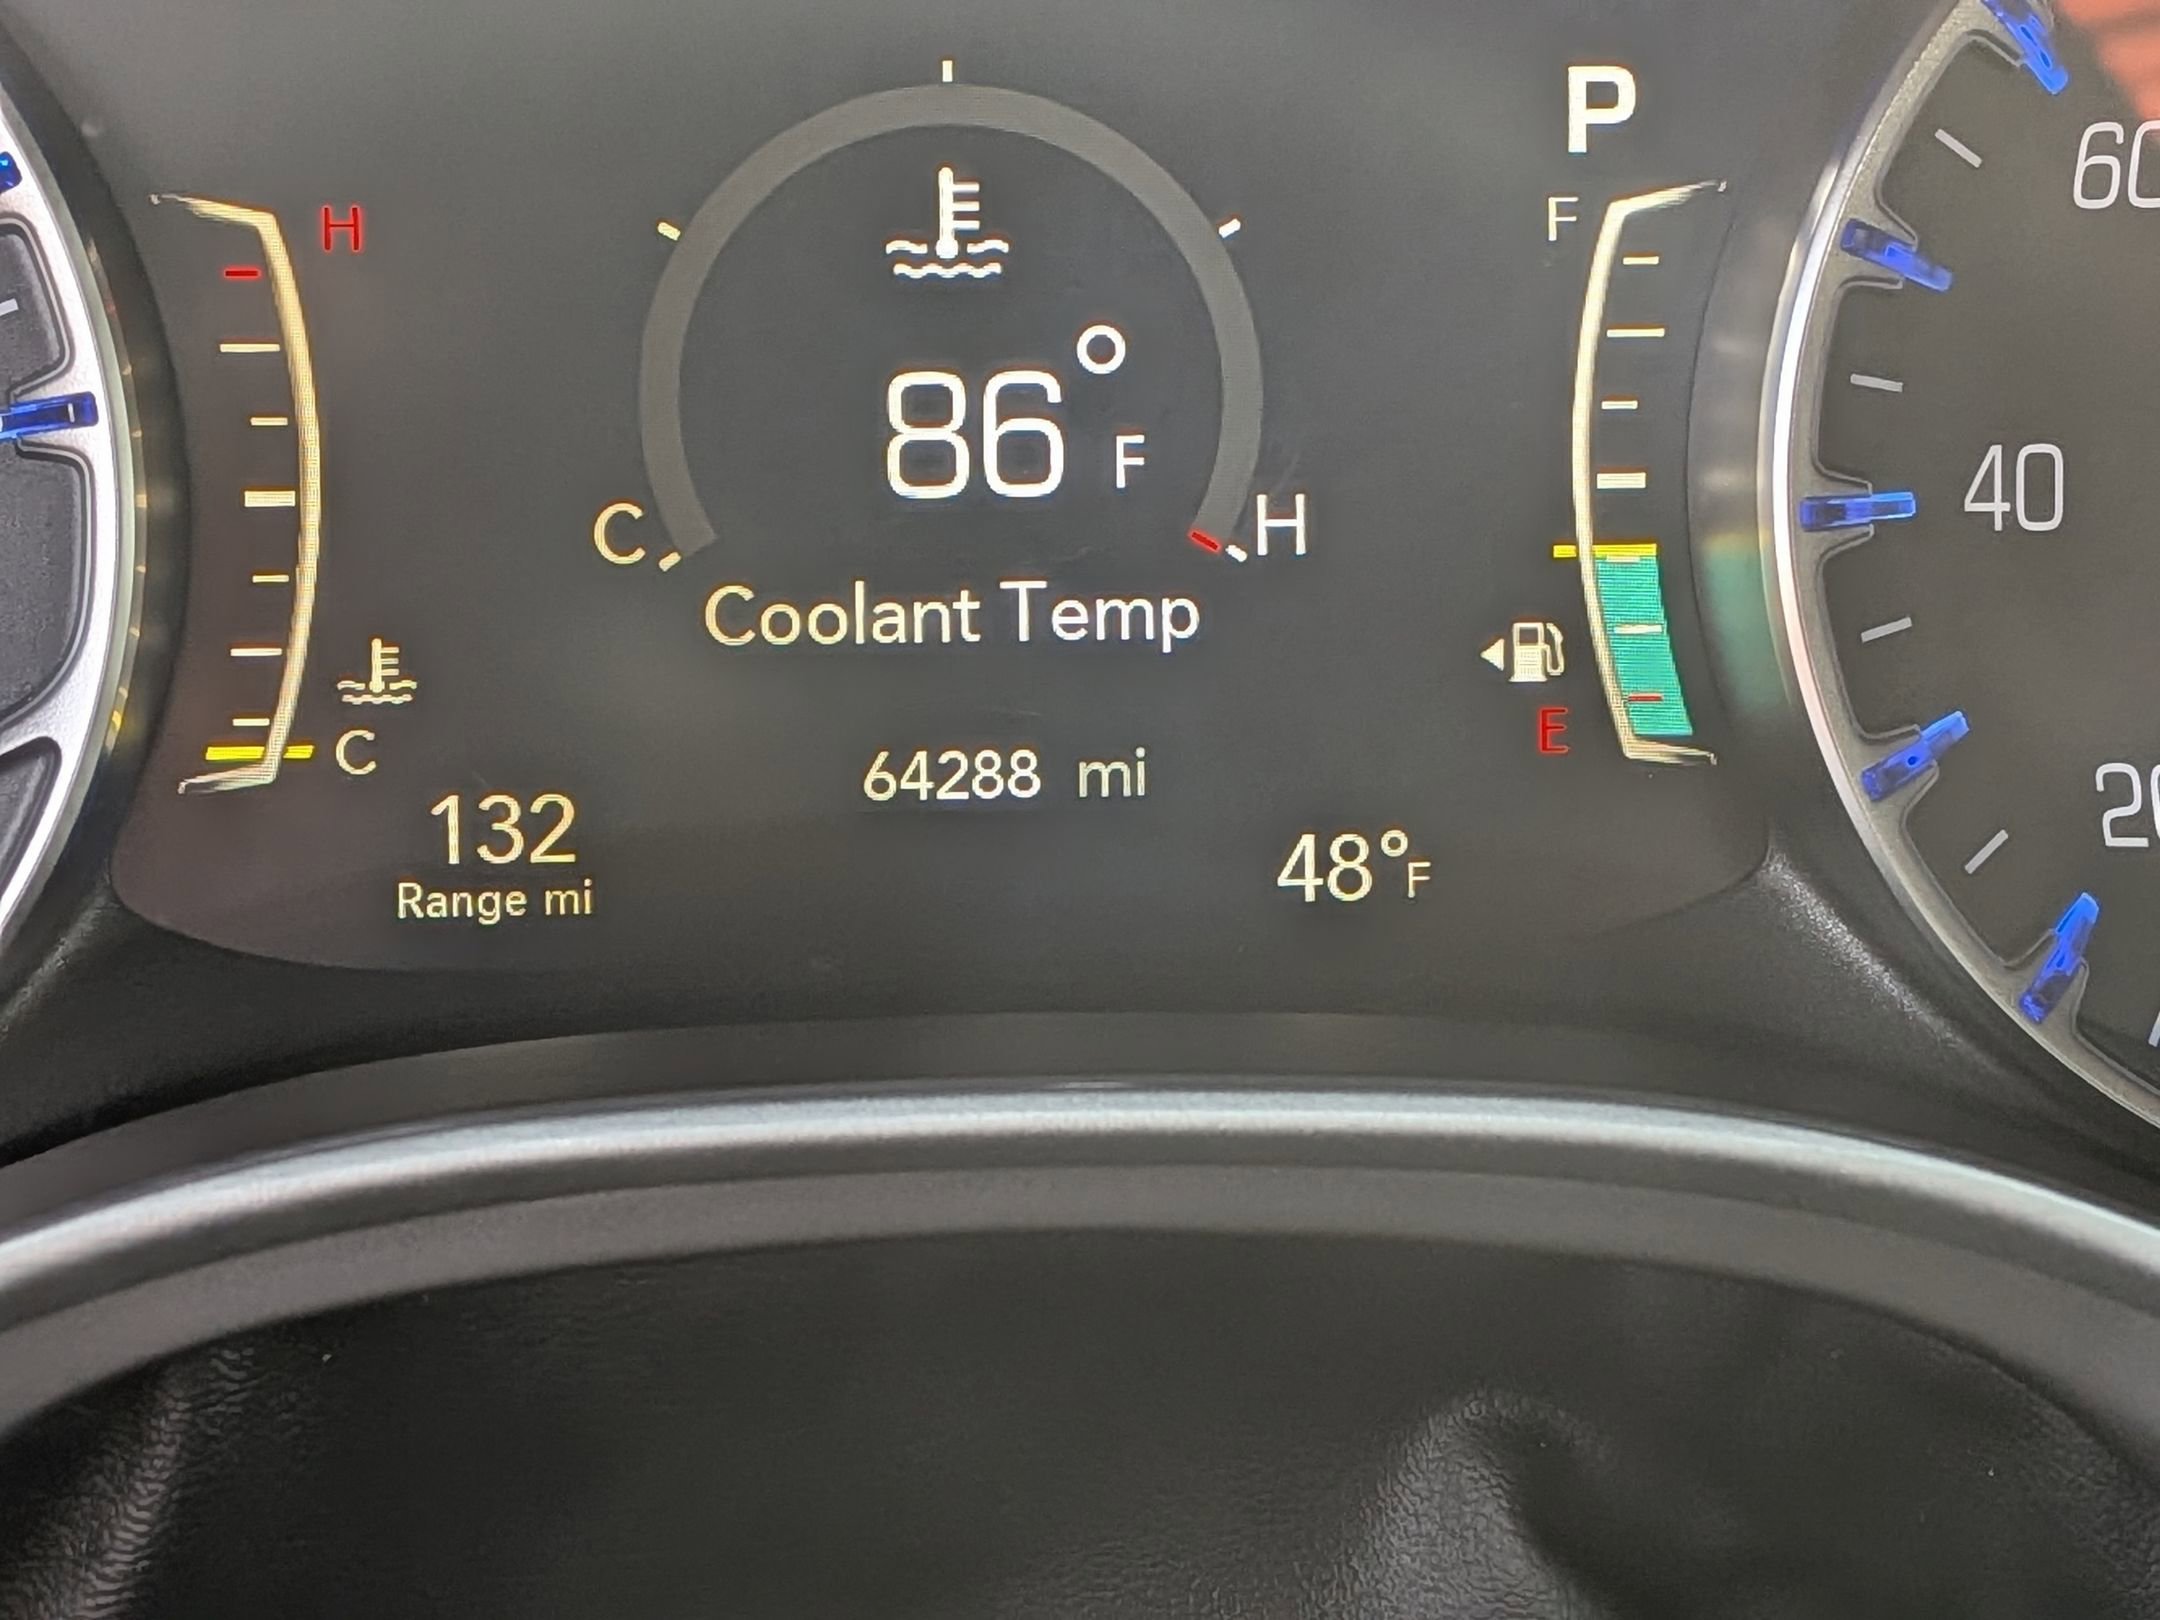 P
H
F
60
86°F
C
H
40
Coolant Temp
E
C
64288 mi
132
Range mi
48°F